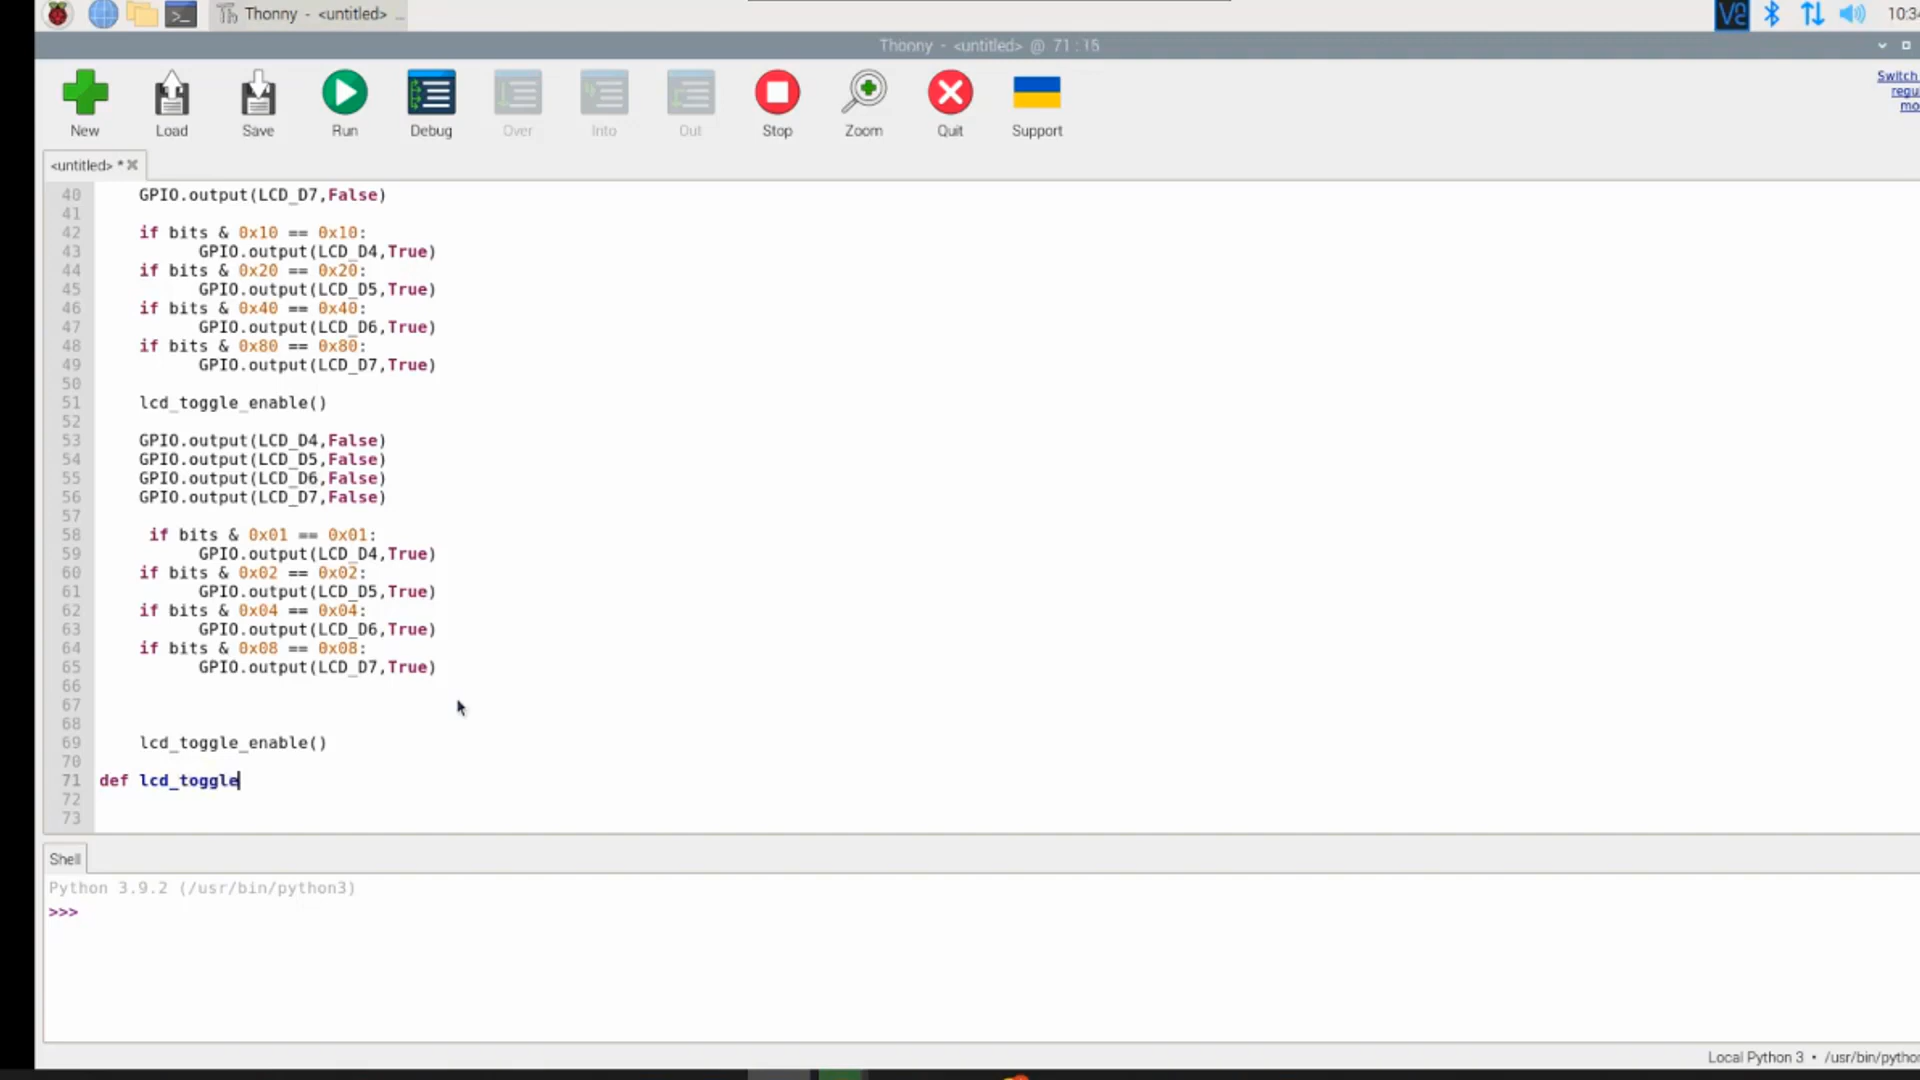 Thonny - <untitled> ...
V2
Thonny - <untitled> @ 71:15
New
Load
Save
Run
Debug
Over
Into
Out
Stop
Zoom
Quit
Support
Switch
<untitled> *
40 GPIO.output(LCD_D7,False)
41
42 if bits & 0x10 == 0x10:
43 GPIO.output(LCD_D4,True)
44 if bits & 0x20 == 0x20:
45 GPIO.output(LCD_D5,True)
46 if bits & 0x40 == 0x40:
47 GPIO.output(LCD_D6,True)
48 if bits & 0x80 == 0x80:
49 GPIO.output(LCD_D7,True)
50
51 lcd_toggle_enable()
52
53 GPIO.output(LCD_D4,False)
54 GPIO.output(LCD_D5,False)
55 GPIO.output(LCD_D6,False)
56 GPIO.output(LCD_D7,False)
57
58 if bits & 0x01 == 0x01:
59 GPIO.output(LCD_D4,True)
60 if bits & 0x02 == 0x02:
61 GPIO.output(LCD_D5,True)
62 if bits & 0x04 == 0x04:
63 GPIO.output(LCD_D6,True)
64 if bits & 0x08 == 0x08:
65 GPIO.output(LCD_D7,True)
66
67
68
69 lcd_toggle_enable()
70
71 def lcd_toggle
72
73
Shell
Python 3.9.2 (/usr/bin/python3)
>>>
Local Python 3 • /usr/bin/python